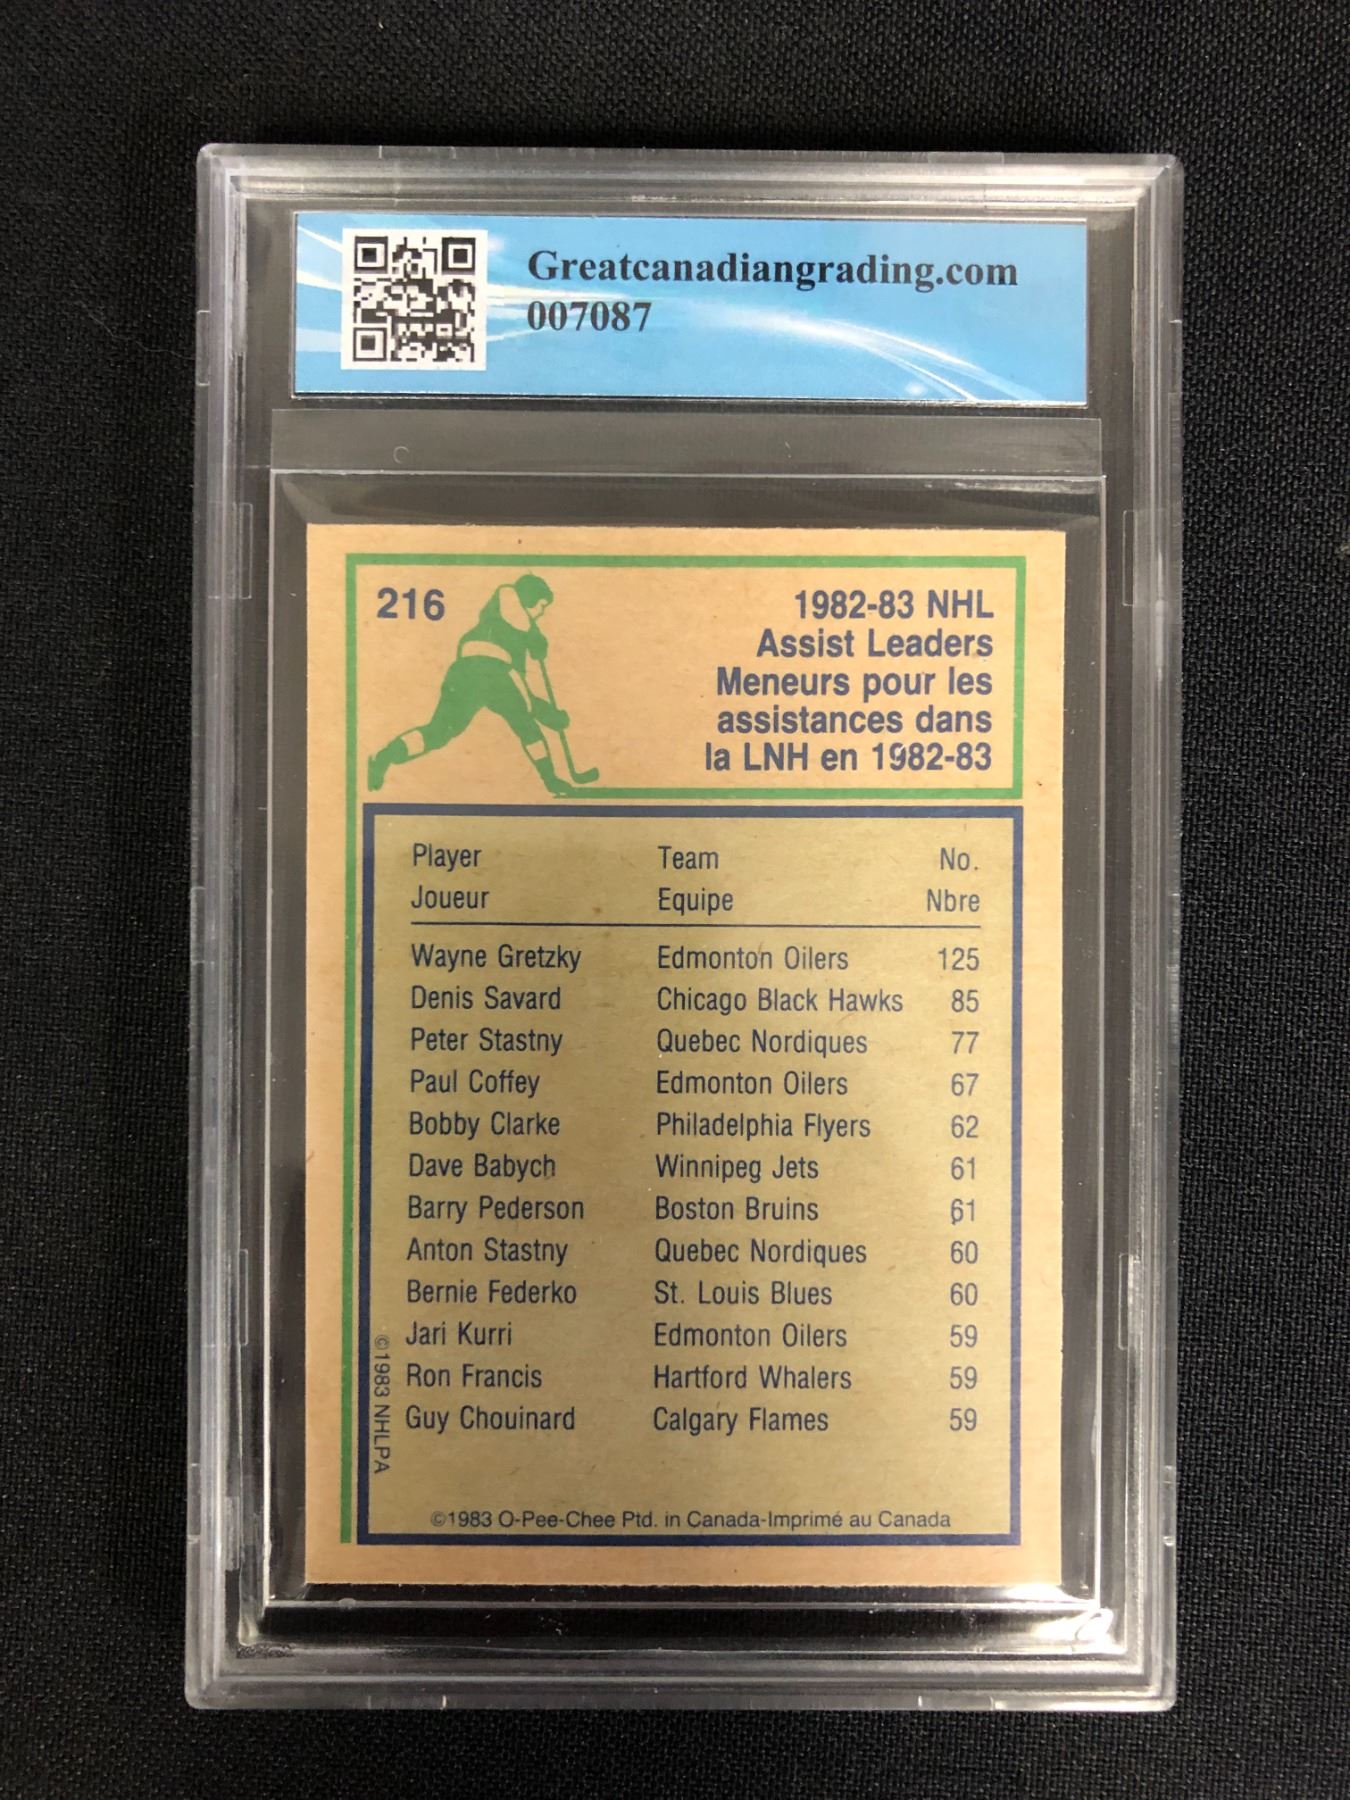 Greatcanadiangrading.com
007087
216
1982-83 NHL
Assist Leaders
Meneurs pour les
assistances dans
la LNH en 1982-83
Player Team No.
Joueur Equipe Nbre
Wayne Gretzky Edmonton Oilers 125
Denis Savard Chicago Black Hawks 85
Peter Stastny Quebec Nordiques 77
Paul Coffey Edmonton Oilers 67
Bobby Clarke Philadelphia Flyers 62
Dave Babych Winnipeg Jets 61
Barry Pederson Boston Bruins 61
Anton Stastny Quebec Nordiques 60
Bernie Federko St. Louis Blues 60
Jari Kurri Edmonton Oilers 59
Ron Francis Hartford Whalers 59
Guy Chouinard Calgary Flames 59
©1983 NHLPA
©1983 O-Pee-Chee Ptd. in Canada-Imprimé au Canada